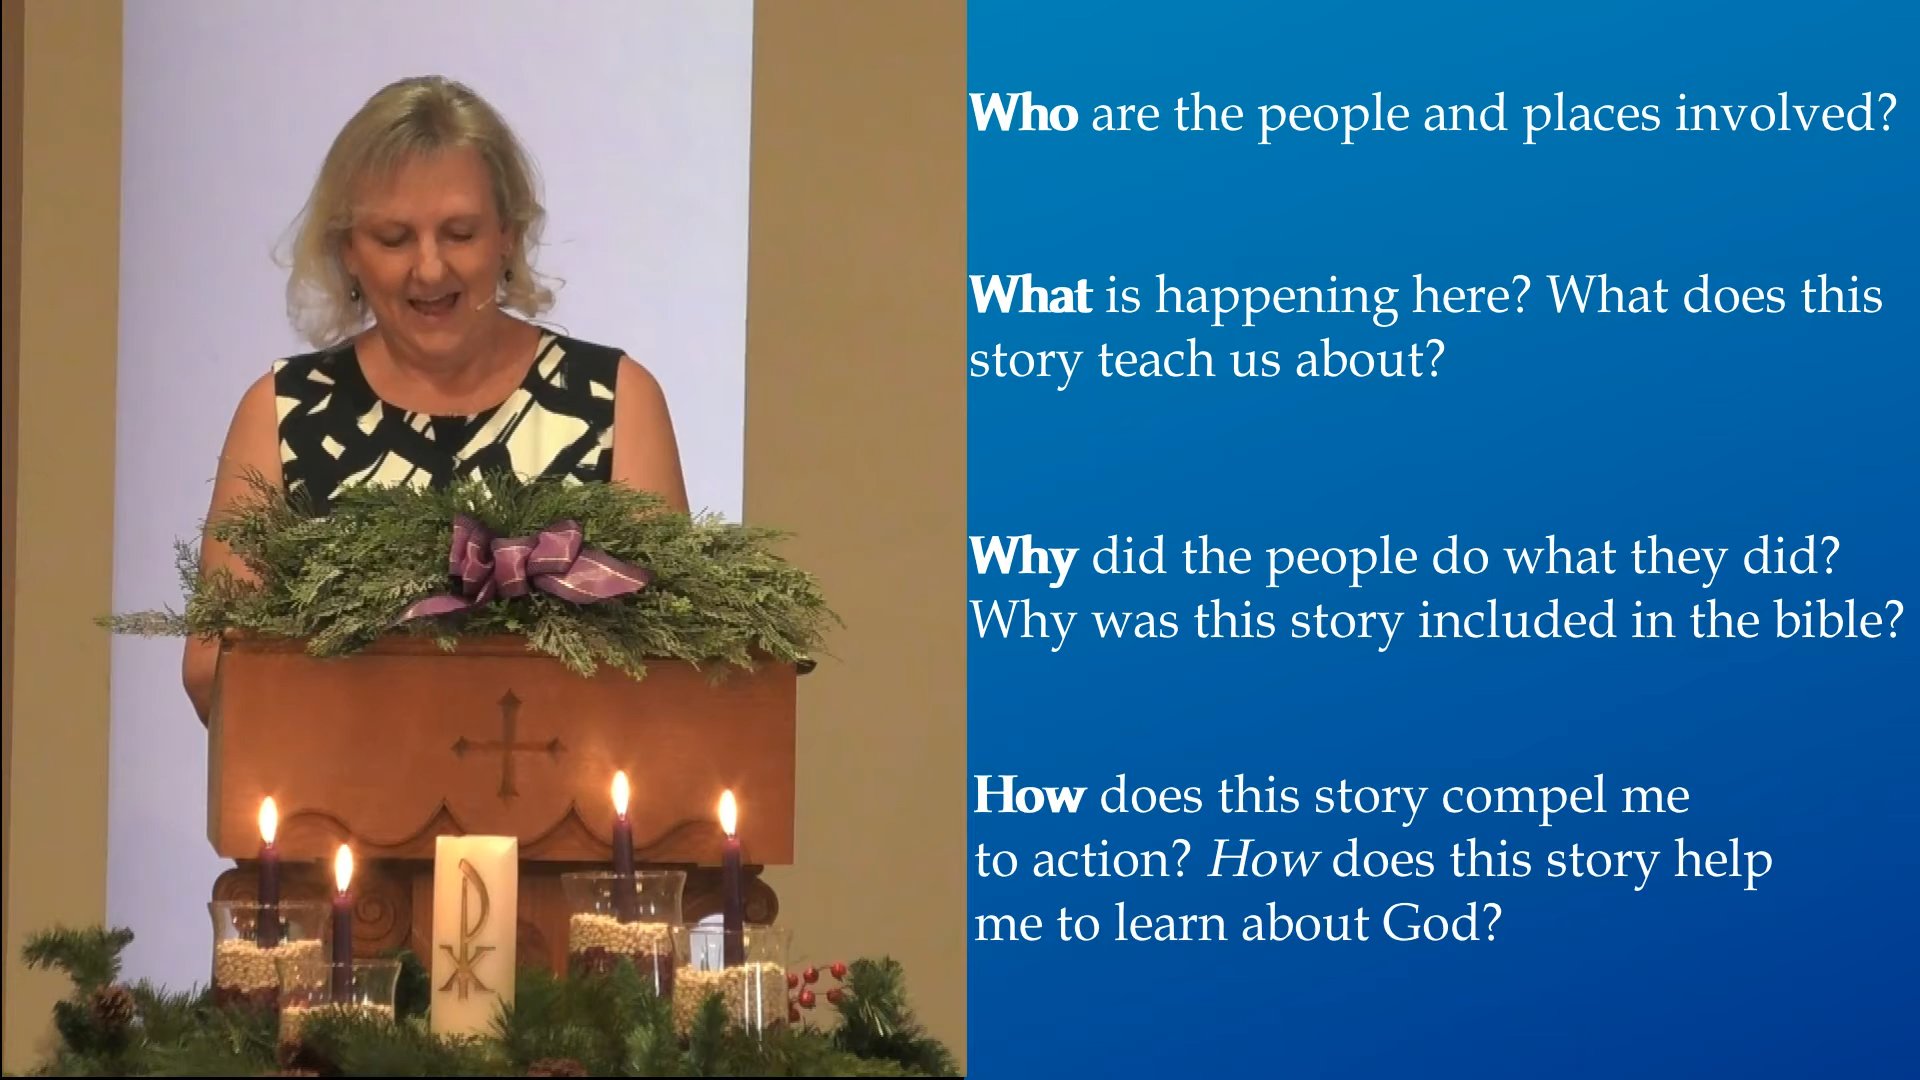 Who are the people and places involved?
What is happening here? What does this
story teach us about?
Why did the people do what they did?
Why was this story included in the bible?
How does this story compel me
to action? How does this story help
me to learn about God?